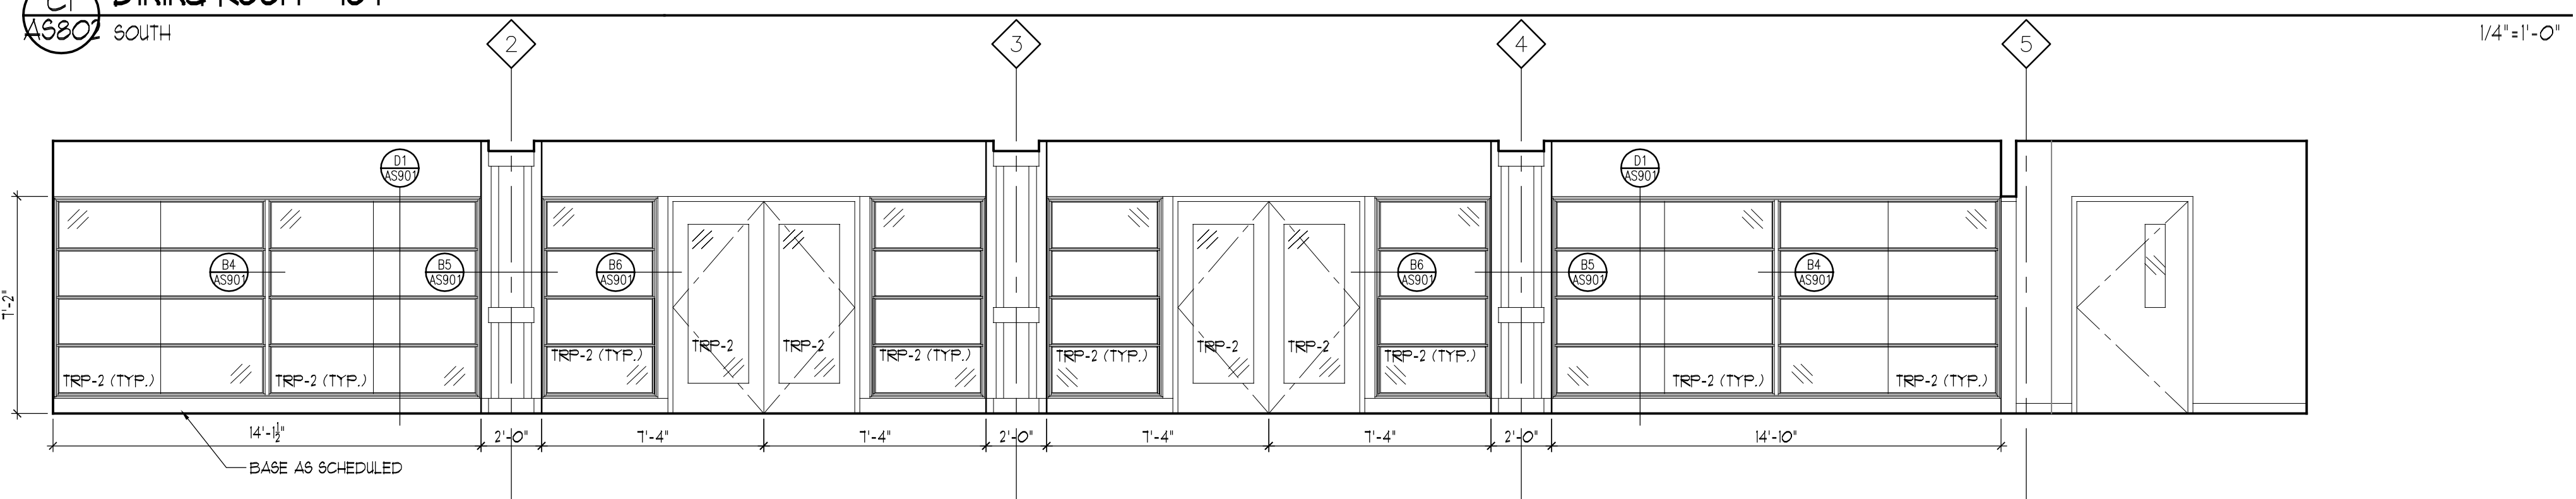 C1
AS802
SOUTH
1/4"=1'-0"
2
3
4
5
D1
AS901
D1
AS901
B4
AS901
B5
AS901
B6
AS901
B6
AS901
B5
AS901
B4
AS901
7'-2"
TRP-2 (TYP.)
TRP-2 (TYP.)
TRP-2 (TYP.)
TRP-2
TRP-2
TRP-2 (TYP.)
TRP-2 (TYP.)
TRP-2
TRP-2
TRP-2 (TYP.)
TRP-2 (TYP.)
TRP-2 (TYP.)
14'-1½"
2'-0"
7'-4"
7'-4"
2'-0"
7'-4"
7'-4"
2'-0"
14'-10"
BASE AS SCHEDULED